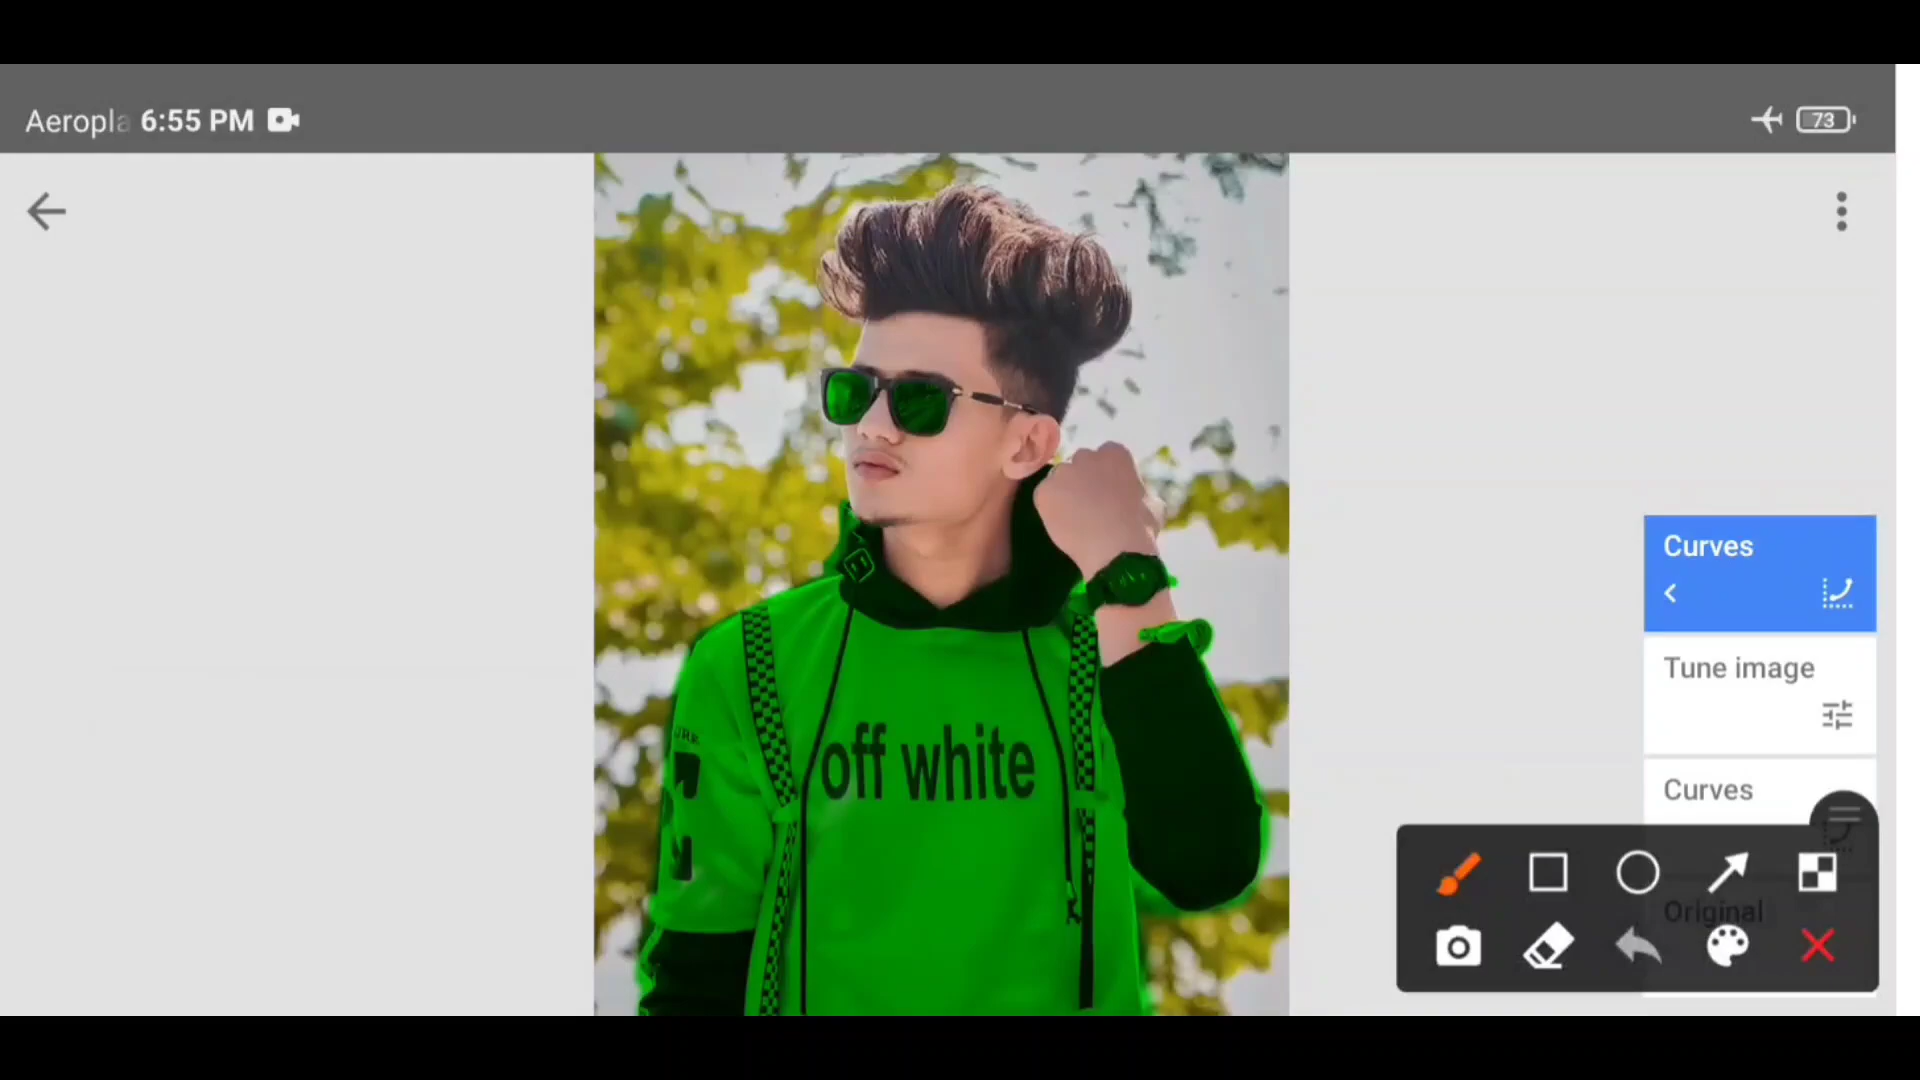 Aeropla 6:55 PM
73
Curves
Tune image
Curves
Original
off white